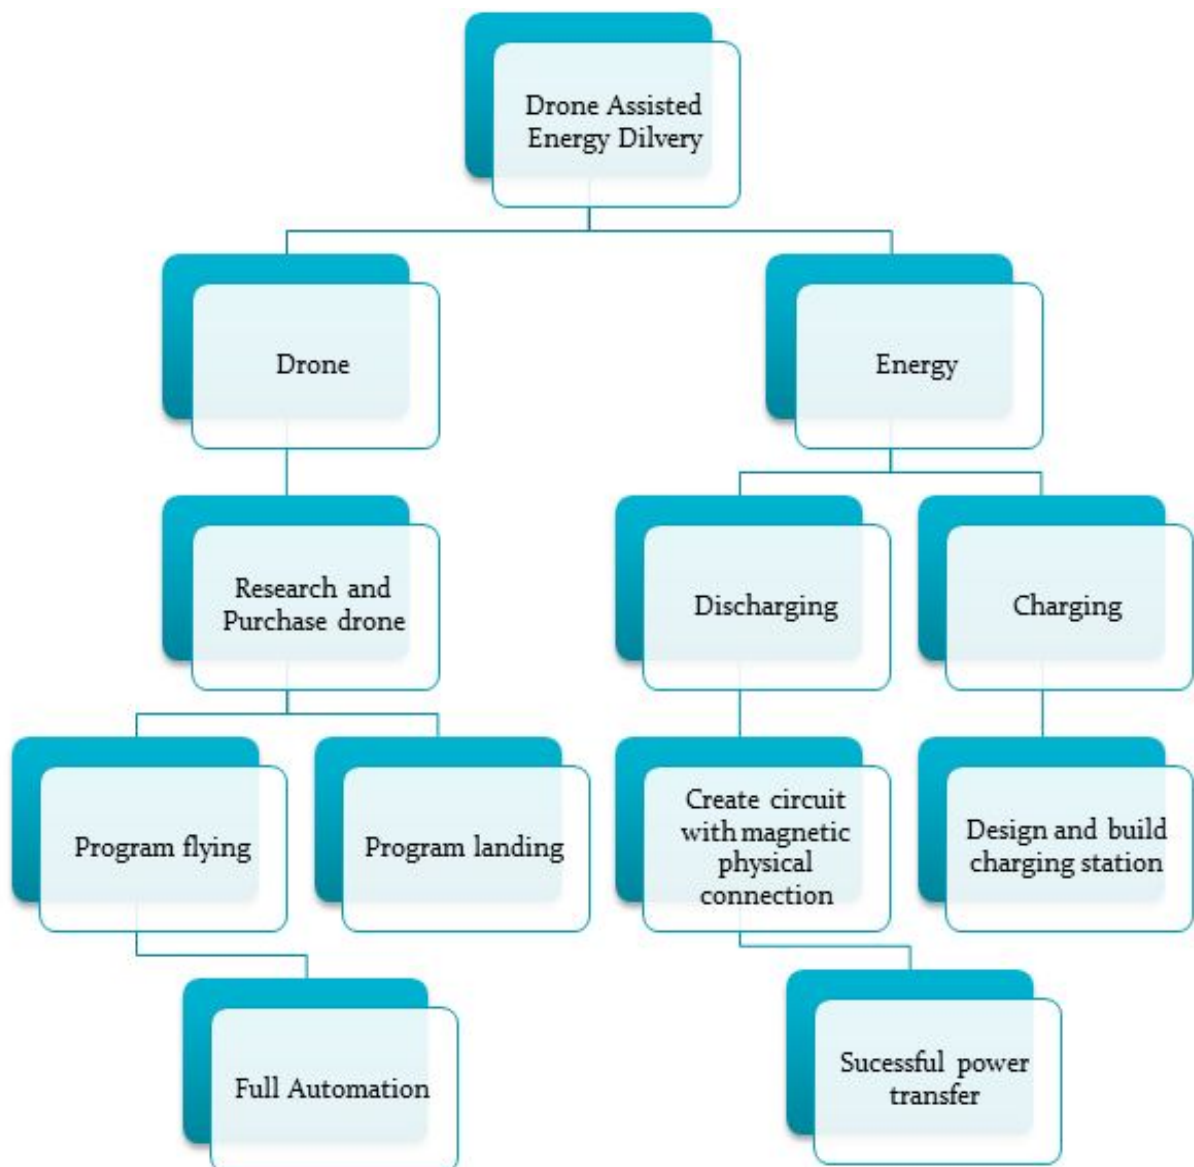 Drone Assisted
Energy Dilvery
Drone
Energy
Research and
Purchase drone
Discharging
Charging
Program flying
Program landing
Create circuit
with magnetic
physical
connection
Design and build
charging station
Full Automation
Sucessful power
transfer